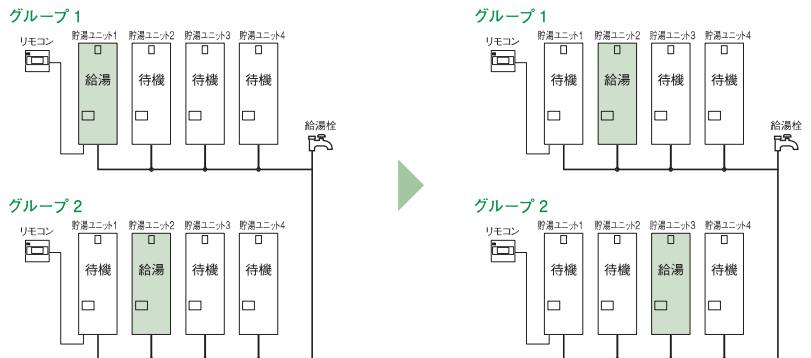 グループ 1
リモコン
貯湯ユニット1 貯湯ユニット2 貯湯ユニット3 貯湯ユニット4
給湯 待機 待機 待機
給湯栓
グループ 2
リモコン
貯湯ユニット1 貯湯ユニット2 貯湯ユニット3 貯湯ユニット4
待機 給湯 待機 待機
グループ 1
リモコン
貯湯ユニット1 貯湯ユニット2 貯湯ユニット3 貯湯ユニット4
待機 給湯 待機 待機
給湯栓
グループ 2
リモコン
貯湯ユニット1 貯湯ユニット2 貯湯ユニット3 貯湯ユニット4
待機 待機 給湯 待機